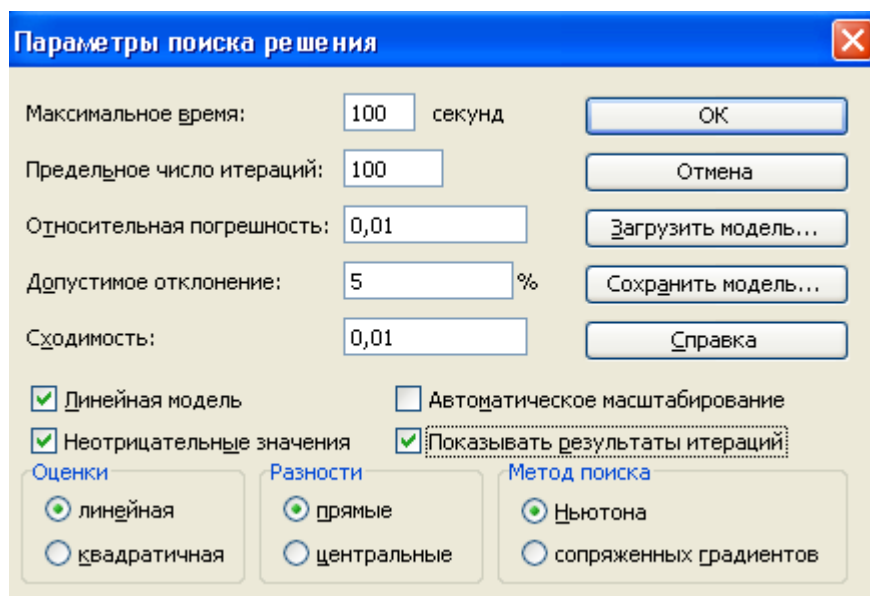 Параметры поиска решения
Максимальное время: 100 секунд OK
Предельное число итераций: 100 Отмена
Относительная погрешность: 0,01 Загрузить модель...
Допустимое отклонение: 5 % Сохранить модель...
Сходимость: 0,01 Справка
Линейная модель Автоматическое масштабирование
Неотрицательные значения Показывать результаты итераций
Оценки Разности Метод поиска
линейная прямые Ньютона
квадратичная центральные сопряженных градиентов